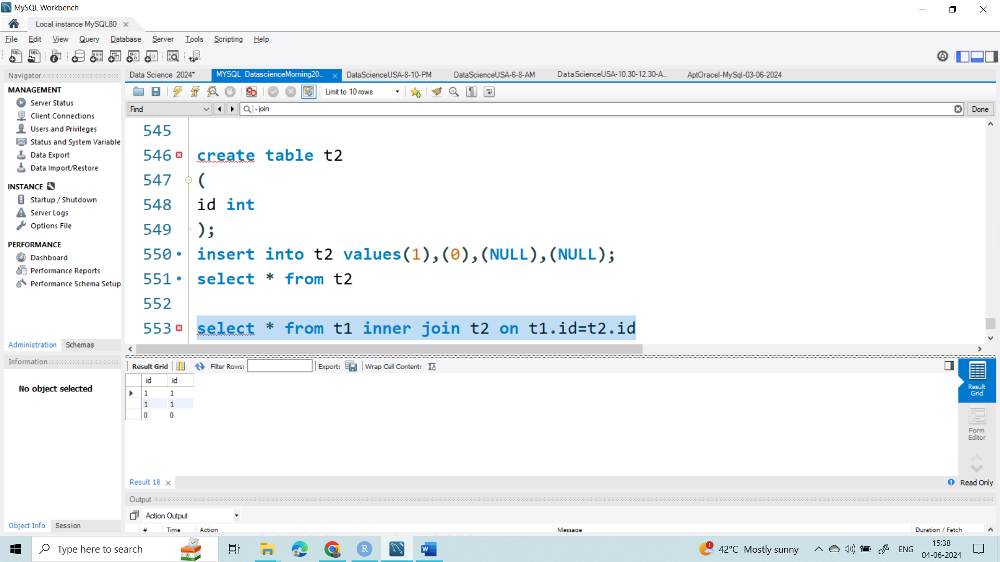 MySQL Workbench
Local instance MySQL80
File Edit View Query Database Server Tools Scripting Help
Navigator
MANAGEMENT
Server Status
Client Connections
Users and Privileges
Status and System Variable
Data Export
Data Import/Restore
INSTANCE
Startup / Shutdown
Server Logs
Options File
PERFORMANCE
Dashboard
Performance Reports
Performance Schema Setup
Administration Schemas
Information
No object selected
Object Info Session
Data Science 2024* MYSQL DatascienceMorning20... DataScienceUSA-8-10-PM DataScienceUSA-6-8-AM DataScienceUSA-10.30-12.30-A... AptOracel-MySql-03-06-2024
Limit to 10 rows
Find join Done
545
546 create table t2
547 (
548 id int
549 );
550 insert into t2 values(1),(0),(NULL),(NULL);
551 select * from t2
552
553 select * from t1 inner join t2 on t1.id=t2.id
Result Grid Filter Rows: Export: Wrap Cell Content:
id id
1 1
1 1
0 0
Result Grid
Form Editor
Result 18 Read Only
Output
Action Output
# Time Action Message Duration / Fetch
Type here to search
1 42°C Mostly sunny ENG 15:38
04-06-2024